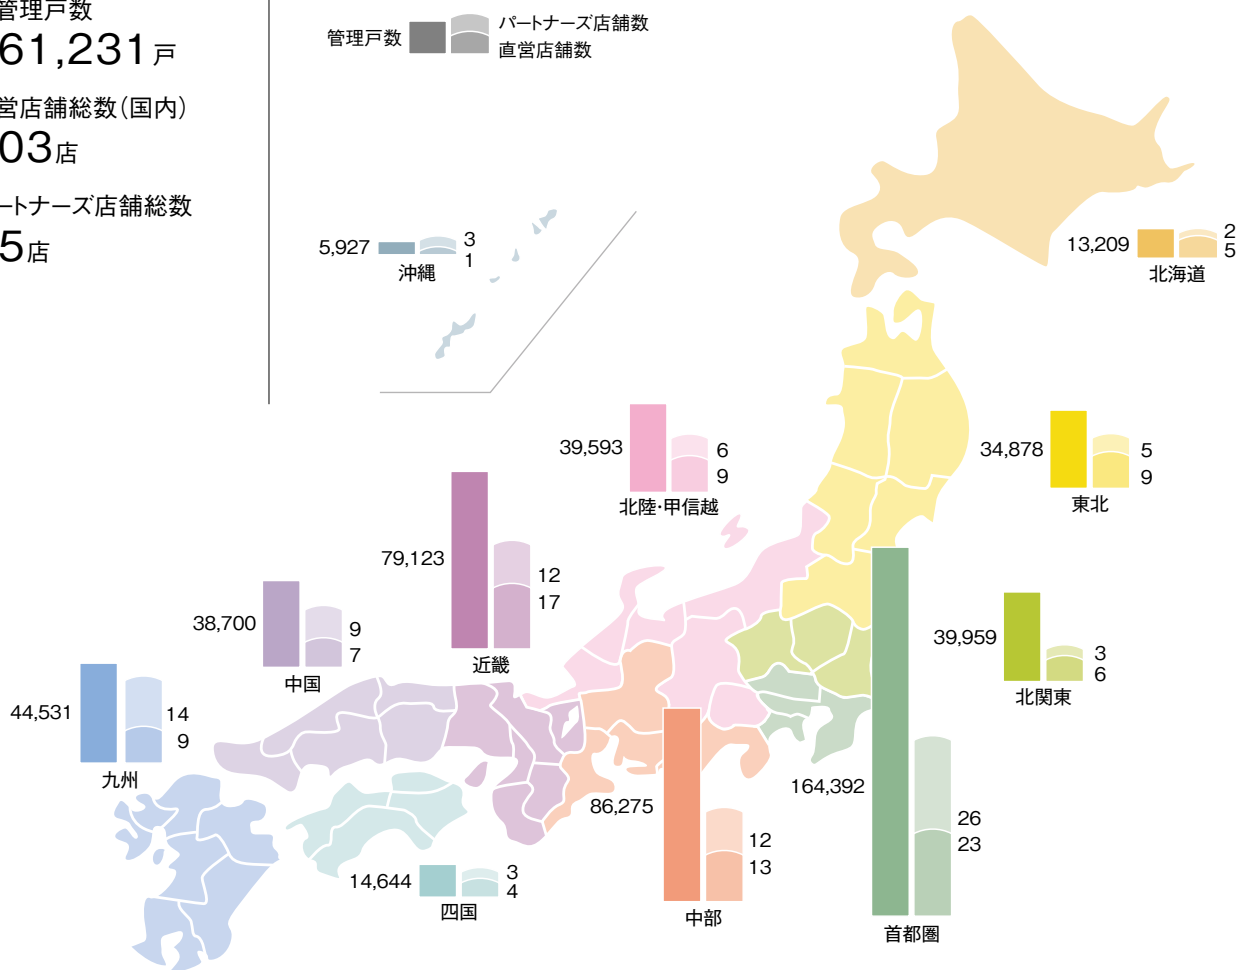 管理戸数
61,231戸
営店舗総数（国内）
03店
ートナーズ店舗総数
5店
管理戸数
パートナーズ店舗数
直営店舗数
5,927
3
1
沖縄
13,209
2
5
北海道
39,593
6
9
北陸・甲信越
34,878
5
9
東北
79,123
12
17
近畿
38,700
9
7
中国
39,959
3
6
北関東
44,531
14
9
九州
164,392
26
23
首都圏
86,275
12
13
中部
14,644
3
4
四国